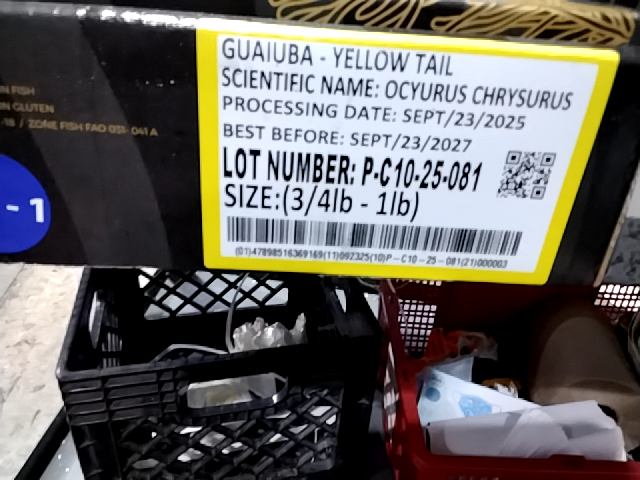 GUAIUBA - YELLOW TAIL
SCIENTIFIC NAME: OCYURUS CHRYSURUS
PROCESSING DATE: SEPT/23/2025
BEST BEFORE: SEPT/23/2027
LOT NUMBER: P-C10-25-081
SIZE:(3/4lb - 1lb)
(01)47898516369169(11)092325(10)P-C10-25-081(21)000003
IN FISH
IN GLUTEN
/ ZONE FISH FAO 031-041 A
- 1